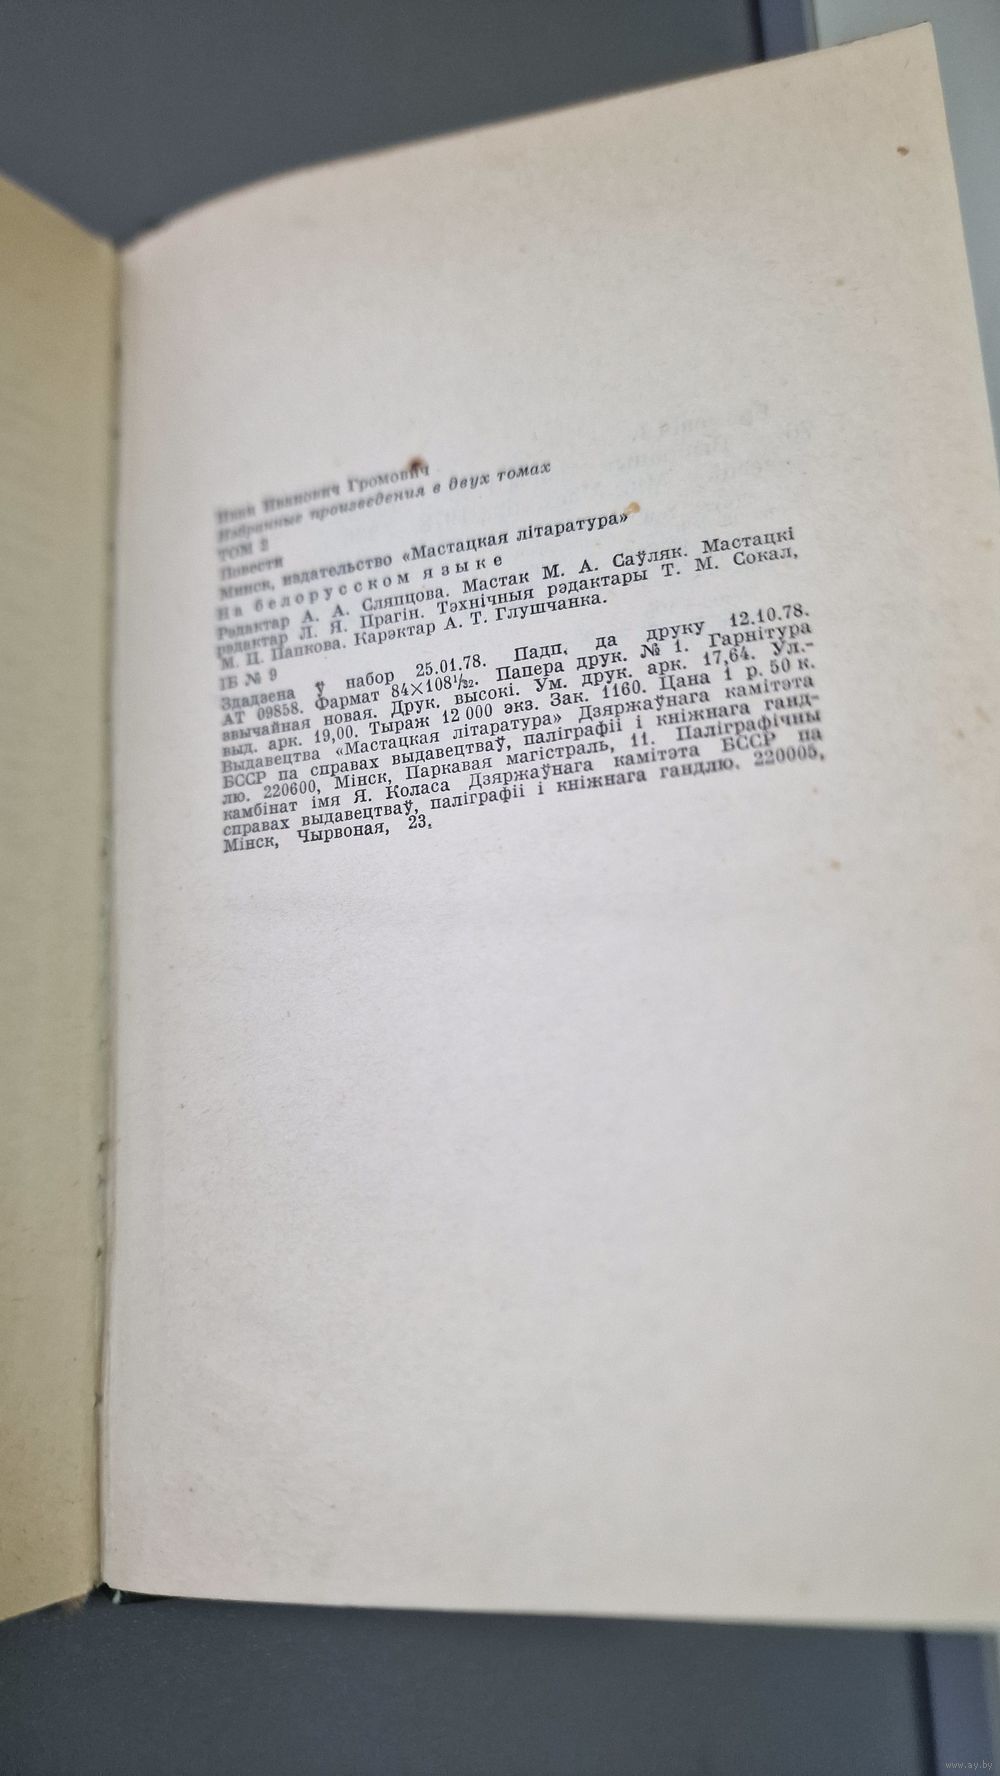 Иван Иванович Громович
Избранные произведения в двух томах
ТОМ 2
Повести
Минск, издательство «Мастацкая літаратура»
На белорусском языке
Рэдактар А. А. Сляпцова. Мастак М. А. Саўляк. Мастацкі
рэдактар Л. Я. Прагін. Тэхнічныя рэдактары Т. М. Сокал,
М. П. Папкова. Карэктар А. Т. Глушчанка.
ІБ № 9
Здадзена ў набор 25.01.78. Падп. да друку 12.10.78.
АТ 09858. Фармат 84×108¹/₃₂. Папера друк. № 1. Гарнітура
звычайная новая. Друк. высокі. Ум. друк. арк. 17,64. Ул.-
выд. арк. 19,00. Тыраж 12 000 экз. Зак. 1160. Цана 1 р. 50 к.
Выдавецтва «Мастацкая літаратура» Дзяржаўнага камітэта
БССР па справах выдавецтваў, паліграфіі і кніжнага ганд-
лю. 220600, Мінск, Паркавая магістраль, 11. Паліграфічны
камбінат імя Я. Коласа Дзяржаўнага камітэта БССР па
справах выдавецтваў, паліграфіі і кніжнага гандлю. 220005,
Мінск, Чырвоная, 23.
www.ay.by